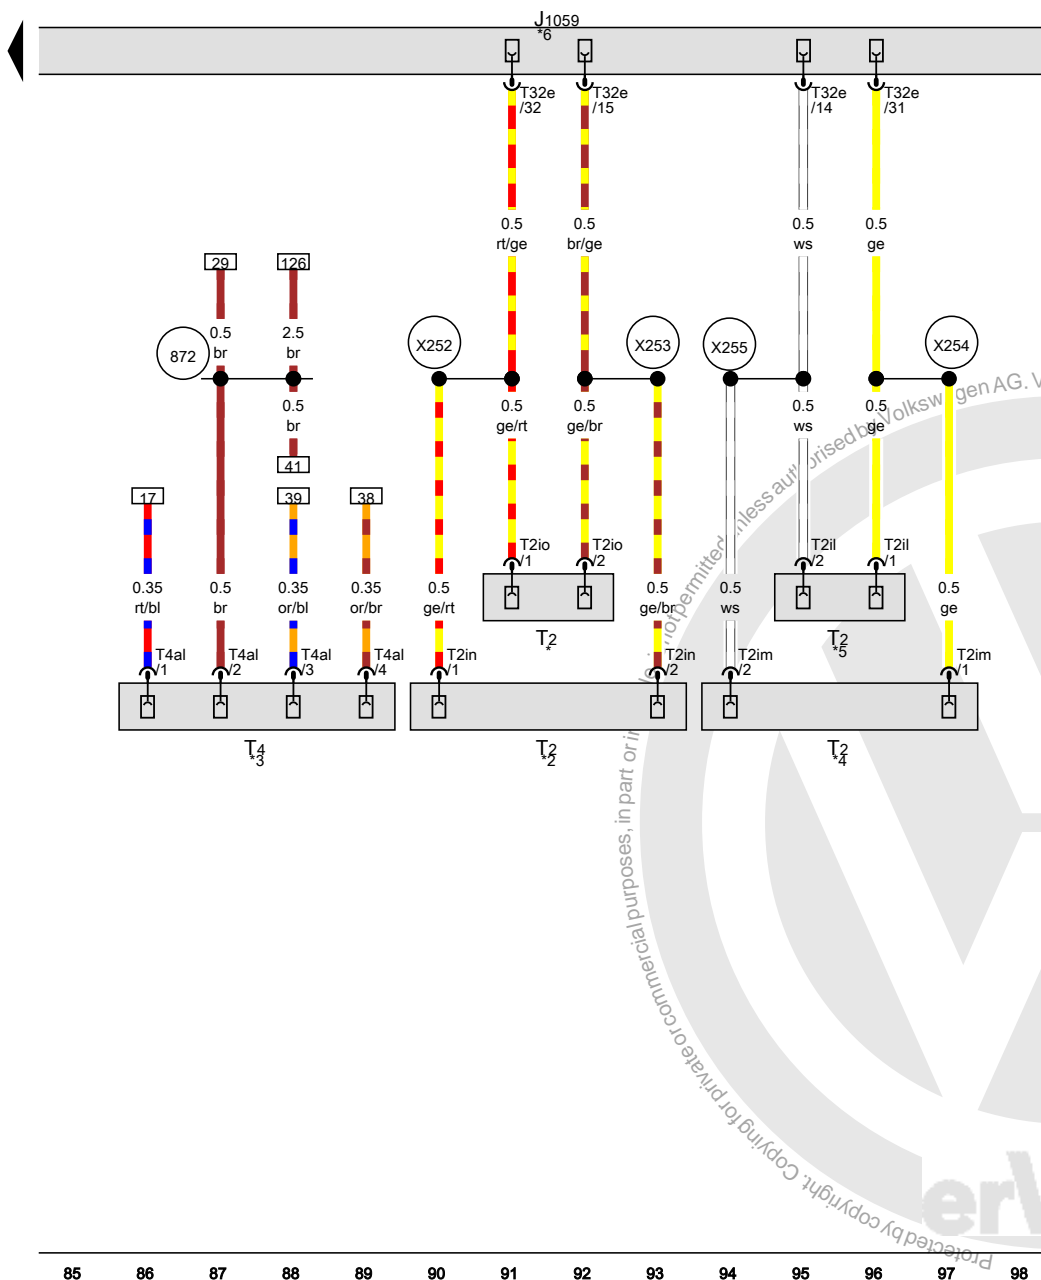 J1059
*6
T32e
/32
T32e
/15
T32e
/14
T32e
/31
0.5
rt/ge
0.5
br/ge
0.5
ws
0.5
ge
29
126
0.5
br
2.5
br
872
X252
X253
X255
X254
0.5
br
0.5
ge/rt
0.5
ge/br
0.5
ws
0.5
ge
41
17
39
38
T2io
/1
T2io
/2
T2il
/2
T2il
/1
0.35
rt/bl
0.5
br
0.35
or/bl
0.35
or/br
0.5
ge/rt
0.5
ge/br
0.5
ws
0.5
ge
T2
*
T2
*5
T4al
/1
T4al
/2
T4al
/3
T4al
/4
T2in
/1
T2in
/2
T2im
/2
T2im
/1
T4
*3
T2
*2
T2
*4
Protected by copyright. Copying for private or commercial purposes, in part or in
not permitted
by Volkswagen AG.
erW
85 86 87 88 89 90 91 92 93 94 95 96 97 98